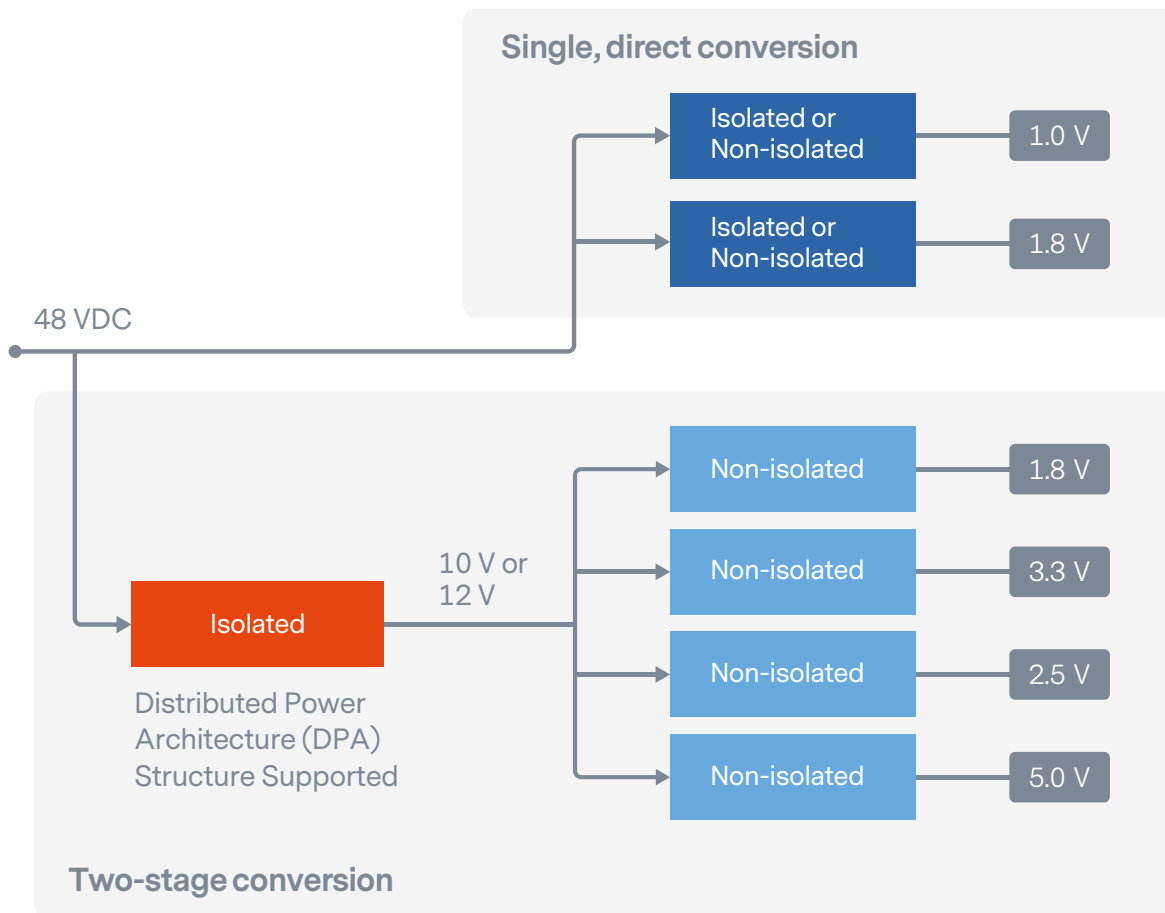 Single, direct conversion
Isolated or
Non-isolated
1.0 V
Isolated or
Non-isolated
1.8 V
48 VDC
Non-isolated
1.8 V
10 V or
12 V
Non-isolated
3.3 V
Isolated
Non-isolated
2.5 V
Distributed Power
Architecture (DPA)
Structure Supported
Non-isolated
5.0 V
Two-stage conversion